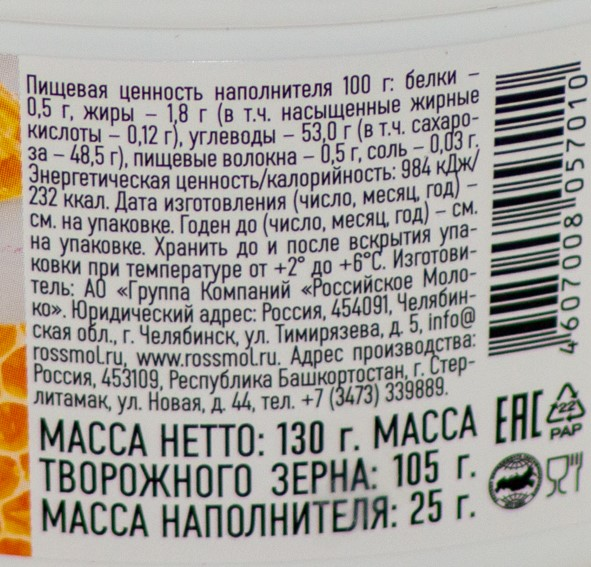 Пищевая ценность наполнителя 100 г: белки –
0,5 г, жиры – 1,8 г (в т.ч. насыщенные жирные
кислоты – 0,12 г), углеводы – 53,0 г (в т.ч. сахаро-
за – 48,5 г), пищевые волокна – 0,5 г, соль – 0,03 г.
Энергетическая ценность/калорийность: 984 кДж/
232 ккал. Дата изготовления (число, месяц, год) –
см. на упаковке. Годен до (число, месяц, год) – см.
на упаковке. Хранить до и после вскрытия упа-
ковки при температуре от +2° до +6°С. Изготови-
тель: АО «Группа Компаний «Российское Моло-
ко». Юридический адрес: Россия, 454091, Челябин-
ская обл., г. Челябинск, ул. Тимирязева, д. 5, info@
rossmol.ru, www.rossmol.ru. Адрес производства:
Россия, 453109, Республика Башкортостан, г. Стер-
литамак, ул. Новая, д. 44, тел. +7 (3473) 339889.
МАССА НЕТТО: 130 г. МАССА
ТВОРОЖНОГО ЗЕРНА: 105 г.
МАССА НАПОЛНИТЕЛЯ: 25 г.
4 607008 057010
ЕАС
22
PAP